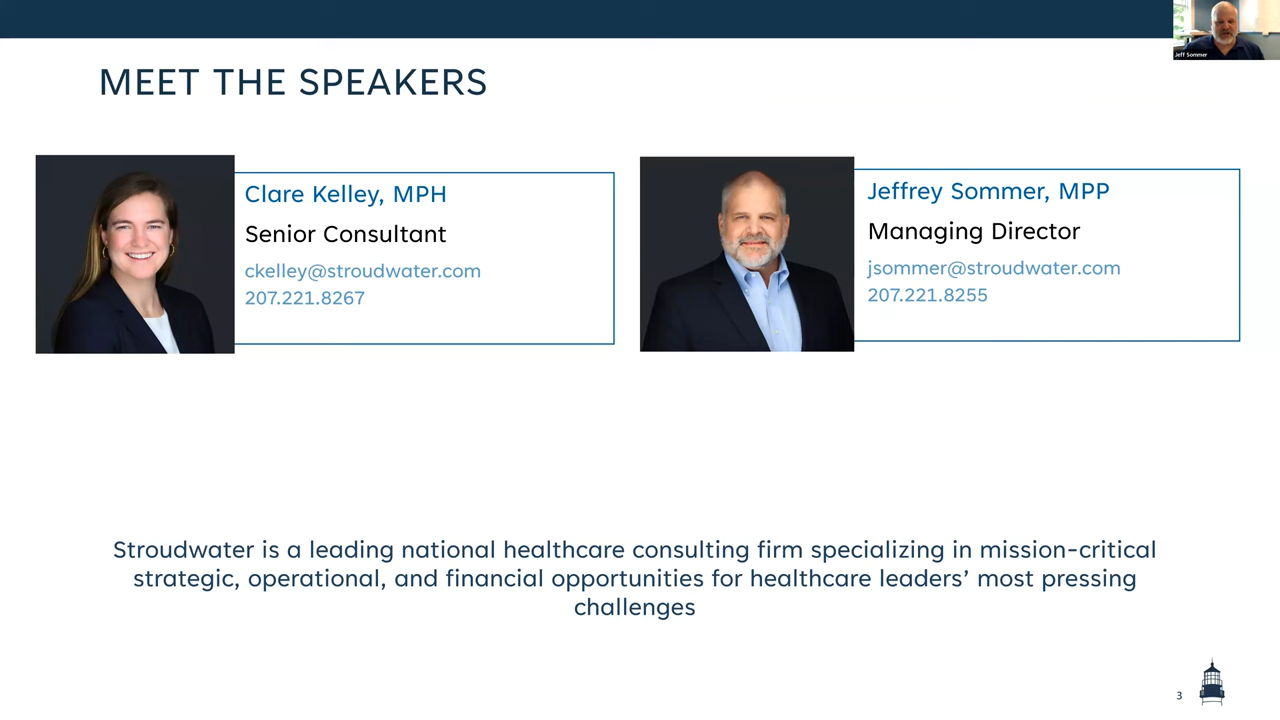 Jeff Sommer
MEET THE SPEAKERS
Clare Kelley, MPH
Senior Consultant
ckelley@stroudwater.com
207.221.8267
Jeffrey Sommer, MPP
Managing Director
jsommer@stroudwater.com
207.221.8255
Stroudwater is a leading national healthcare consulting firm specializing in mission-critical
strategic, operational, and financial opportunities for healthcare leaders’ most pressing
challenges
3